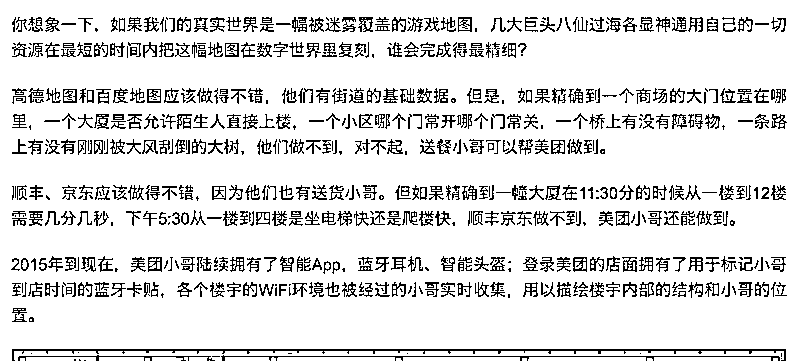 你想象一下，如果我们的真实世界是一幅被迷雾覆盖的游戏地图，几大巨头八仙过海各显神通用自己的一切
资源在最短的时间内把这幅地图在数字世界里复刻，谁会完成得最精细？
高德地图和百度地图应该做得不错，他们有街道的基础数据。但是，如果精确到一个商场的大门位置在哪
里，一个大厦是否允许陌生人直接上楼，一个小区哪个门常开哪个门常关，一个桥上有没有障碍物，一条路
上有没有刚刚被大风刮倒的大树，他们做不到，对不起，送餐小哥可以帮美团做到。
顺丰、京东应该做得不错，因为他们也有送货小哥。但如果精确到一幢大厦在11:30分的时候从一楼到12楼
需要几分几秒，下午5:30从一楼到四楼是坐电梯快还是爬楼快，顺丰京东做不到，美团小哥还能做到。
2015年到现在，美团小哥陆续拥有了智能App，蓝牙耳机、智能头盔；登录美团的店面拥有了用于标记小哥
到店时间的蓝牙卡贴，各个楼宇的WiFi环境也被经过的小哥实时收集，用以描绘楼宇内部的结构和小哥的位
置。